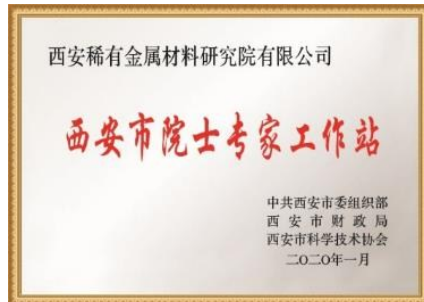 西安稀有金属材料研究院有限公司
西安市院士专家工作站
中共西安市委组织部
西安市财政局
西安市科学技术协会
二〇二〇年一月